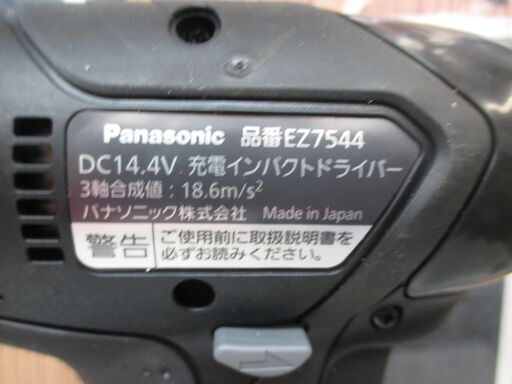 Panasonic 品番EZ7544
DC14.4V 充電インパクトドライバー
3軸合成値：18.6m/s²
パナソニック株式会社 Made in Japan
警告 ご使用前に取扱説明書を
必ずお読みください。